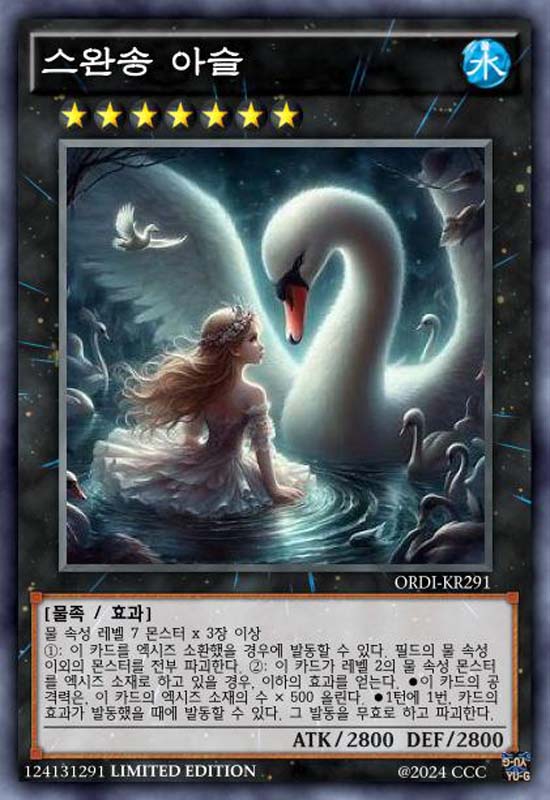 스완송 아슬
水
ORDI-KR291
[물족 / 효과]
물 속성 레벨 7 몬스터 x 3장 이상
①: 이 카드를 엑시즈 소환했을 경우에 발동할 수 있다. 필드의 물 속성
이외의 몬스터를 전부 파괴한다. ②: 이 카드가 레벨 2의 물 속성 몬스터
를 엑시즈 소재로 하고 있을 경우, 이하의 효과를 얻는다. ●이 카드의 공
격력은, 이 카드의 엑시즈 소재의 수 × 500 올린다. ●1턴에 1번, 카드의
효과가 발동했을 때에 발동할 수 있다. 그 발동을 무효로 하고 파괴한다.
ATK/2800 DEF/2800
124131291 LIMITED EDITION
@2024 CCC
YU-G